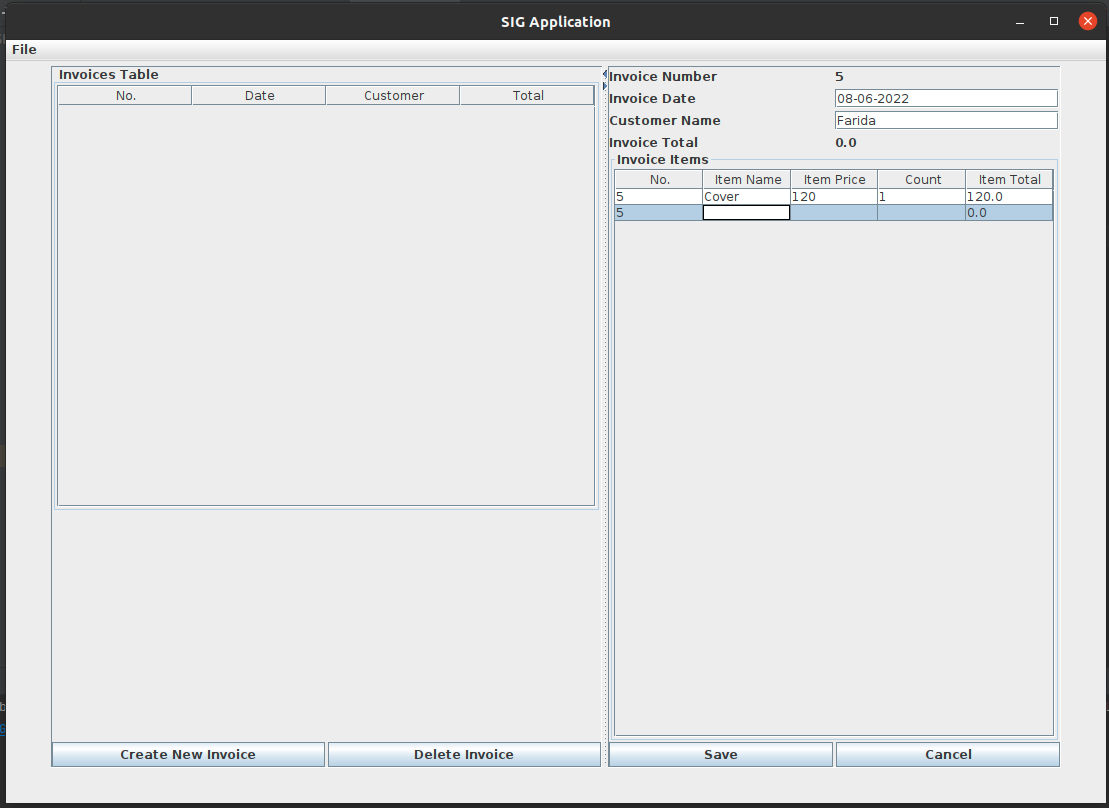 SIG Application
File
Invoices Table
No. Date Customer Total
Create New Invoice Delete Invoice
Invoice Number 5
Invoice Date 08-06-2022
Customer Name Farida
Invoice Total 0.0
Invoice Items
No. Item Name Item Price Count Item Total
5 Cover 120 1 120.0
5 0.0
Save Cancel